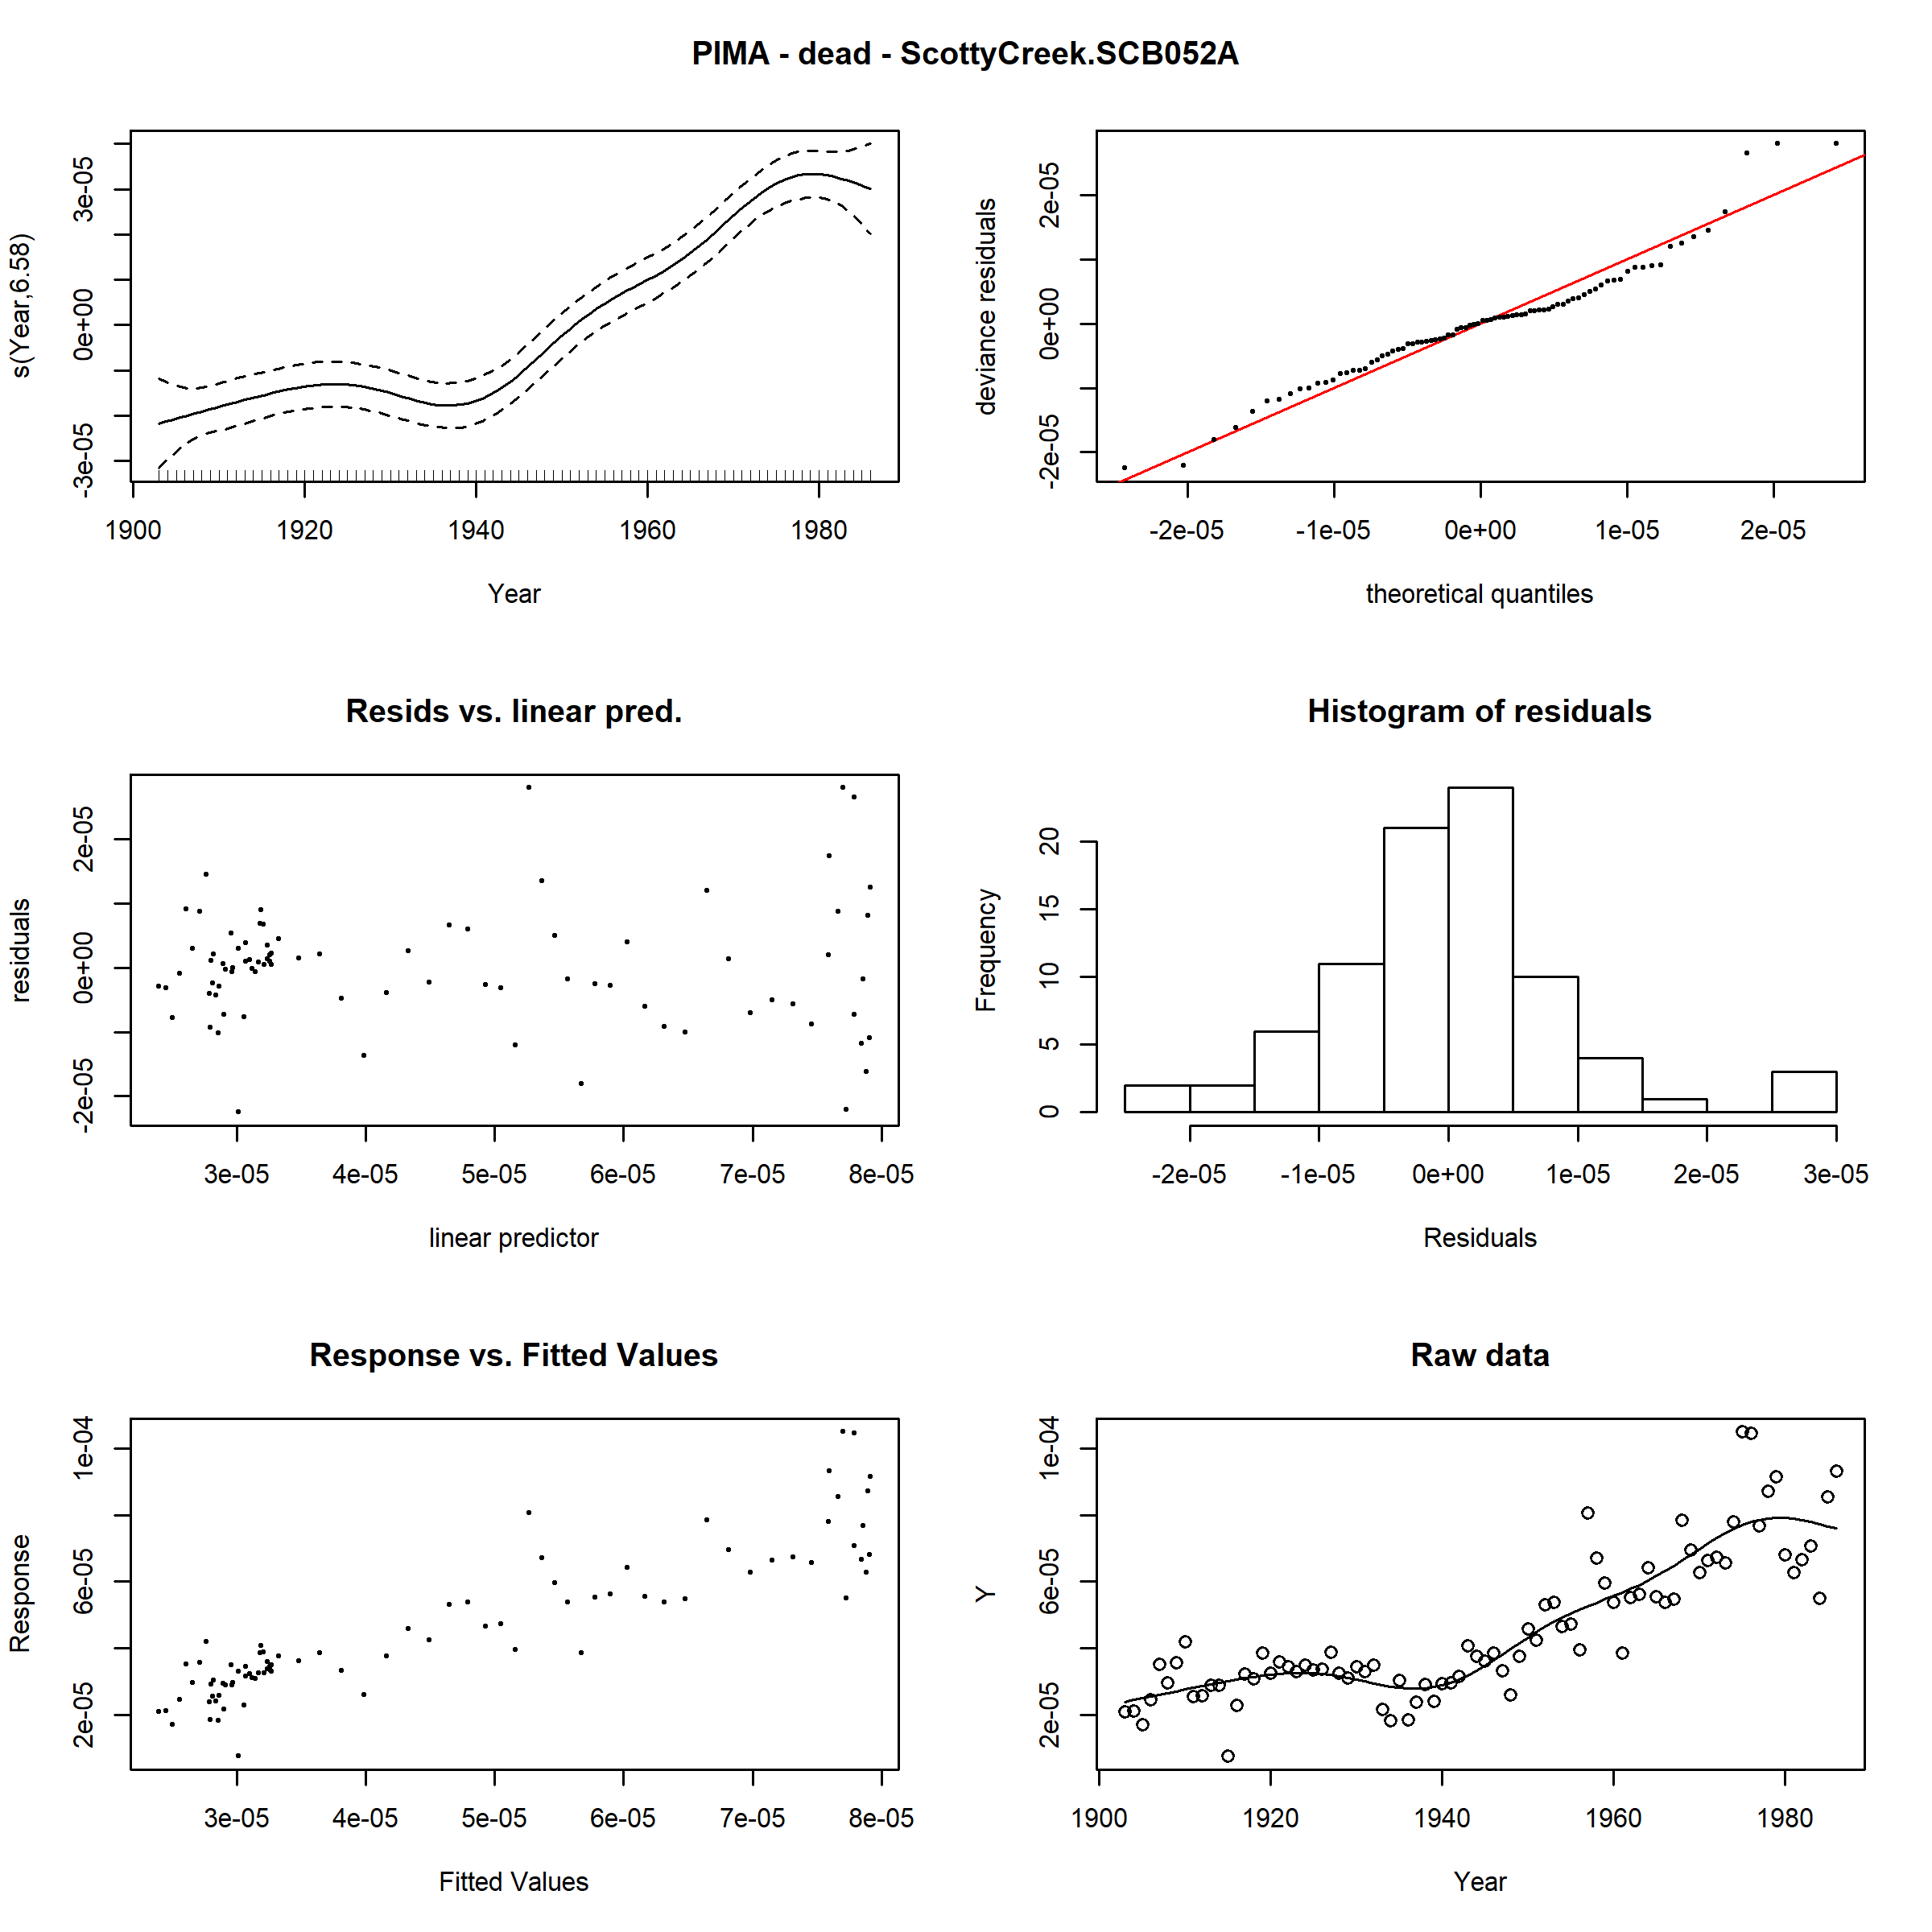 PIMA - dead - ScottyCreek.SCB052A
s(Year,6.58)
-3e-05 0e+00 3e-05
1900 1920 1940 1960 1980
Year
deviance residuals
-2e-05 0e+00 2e-05
-2e-05 -1e-05 0e+00 1e-05 2e-05
theoretical quantiles
Resids vs. linear pred.
residuals
-2e-05 0e+00 2e-05
3e-05 4e-05 5e-05 6e-05 7e-05 8e-05
linear predictor
Histogram of residuals
Frequency
0 5 10 15 20
-2e-05 -1e-05 0e+00 1e-05 2e-05 3e-05
Residuals
Response vs. Fitted Values
Response
2e-05 6e-05 1e-04
3e-05 4e-05 5e-05 6e-05 7e-05 8e-05
Fitted Values
Raw data
Y
2e-05 6e-05 1e-04
1900 1920 1940 1960 1980
Year